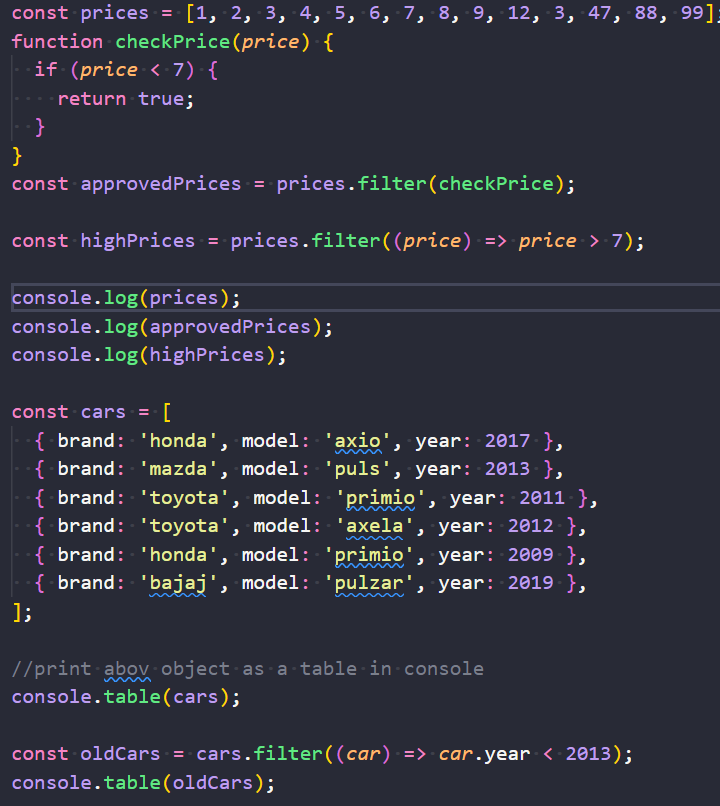 const prices = [1, 2, 3, 4, 5, 6, 7, 8, 9, 12, 3, 47, 88, 99];
function checkPrice(price) {
  if (price < 7) {
    return true;
  }
}
const approvedPrices = prices.filter(checkPrice);

const highPrices = prices.filter((price) => price > 7);

console.log(prices);
console.log(approvedPrices);
console.log(highPrices);

const cars = [
  { brand: 'honda', model: 'axio', year: 2017 },
  { brand: 'mazda', model: 'puls', year: 2013 },
  { brand: 'toyota', model: 'primio', year: 2011 },
  { brand: 'toyota', model: 'axela', year: 2012 },
  { brand: 'honda', model: 'primio', year: 2009 },
  { brand: 'bajaj', model: 'pulzar', year: 2019 },
];

//print abov object as a table in console
console.table(cars);

const oldCars = cars.filter((car) => car.year < 2013);
console.table(oldCars);